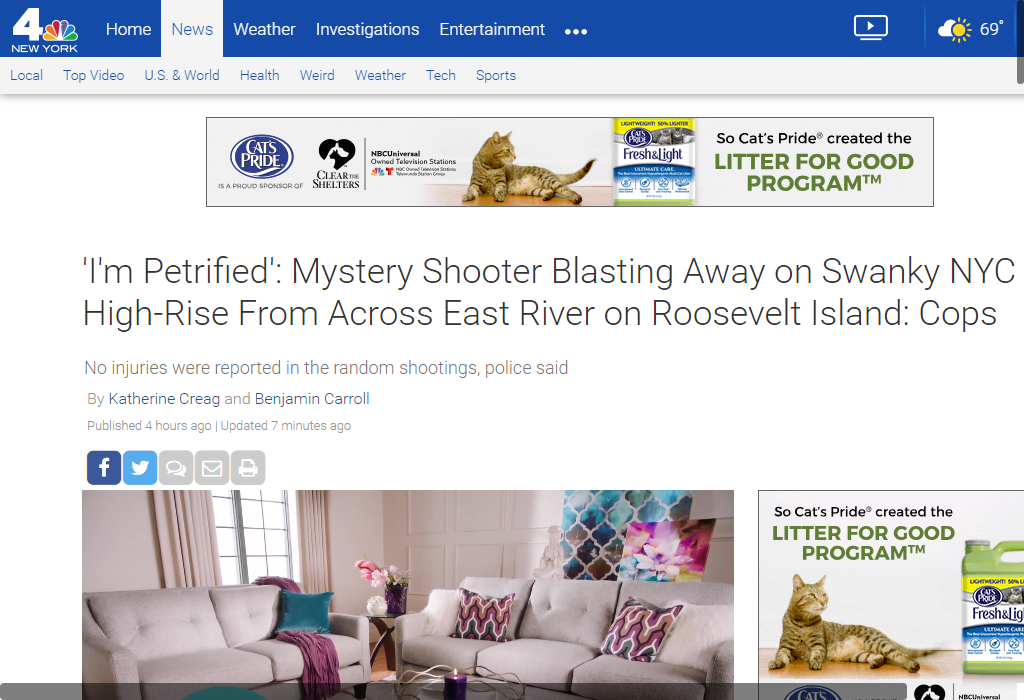 4
NEW YORK
Home
News
Weather
Investigations
Entertainment
69°
Local
Top Video
U.S. & World
Health
Weird
Weather
Tech
Sports
CAT'S PRIDE
IS A PROUD SPONSOR OF
CLEAR THE SHELTERS
NBCUniversal
Owned Television Stations
NBC Owned Television Stations
Telemundo Station Group
LIGHTWEIGHT! 50% LIGHTER
CAT'S PRIDE
Fresh&Light
ULTIMATE CARE
So Cat's Pride® created the
LITTER FOR GOOD
PROGRAM™
'I'm Petrified': Mystery Shooter Blasting Away on Swanky NYC
High-Rise From Across East River on Roosevelt Island: Cops
No injuries were reported in the random shootings, police said
By Katherine Creag and Benjamin Carroll
Published 4 hours ago | Updated 7 minutes ago
So Cat's Pride® created the
LITTER FOR GOOD
PROGRAM™
LIGHTWEIGHT! 50% L
CAT'S PRIDE
Fresh&Lig
ULTIMATE CARE
CAT'S
NBCUniversal